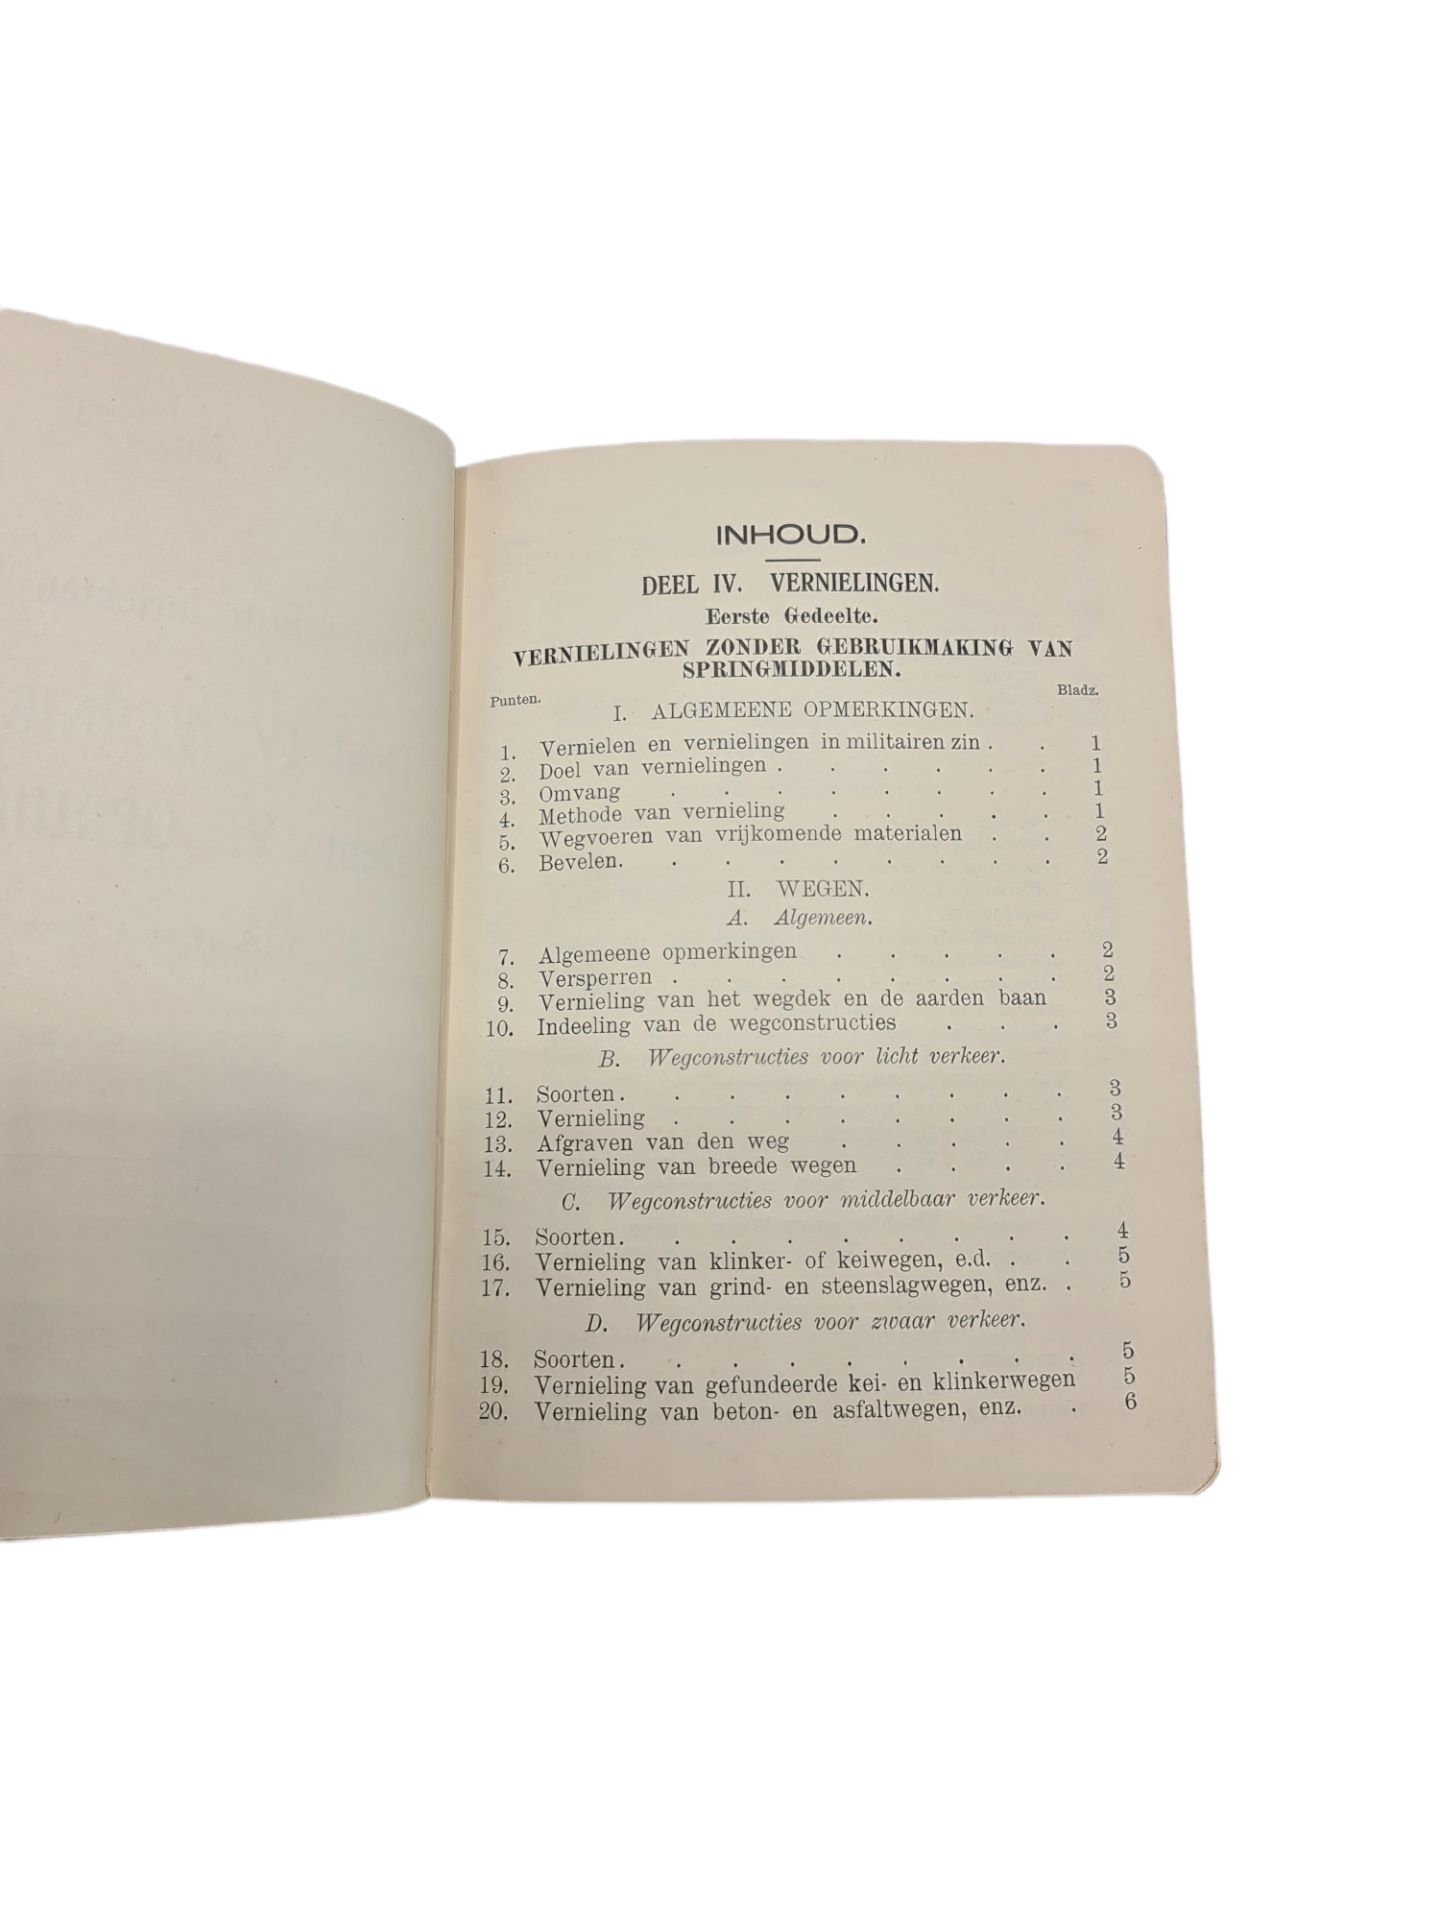 INHOUD.
DEEL IV. VERNIELINGEN.
Eerste Gedeelte.
VERNIELINGEN ZONDER GEBRUIKMAKING VAN
SPRINGMIDDELEN.
Punten. Bladz.
I. ALGEMEENE OPMERKINGEN.
1. Vernielen en vernielingen in militairen zin . . 1
2. Doel van vernielingen . . . . . . 1
3. Omvang . . . . . . . . 1
4. Methode van vernieling . . . . . 1
5. Wegvoeren van vrijkomende materialen . . 2
6. Bevelen. . . . . . . . . 2
II. WEGEN.
A. Algemeen.
7. Algemeene opmerkingen . . . . . 2
8. Versperren . . . . . . . . 2
9. Vernieling van het wegdek en de aarden baan 3
10. Indeeling van de wegconstructies . . . 3
B. Wegconstructies voor licht verkeer.
11. Soorten . . . . . . . . . 3
12. Vernieling . . . . . . . . 3
13. Afgraven van den weg . . . . . 4
14. Vernieling van breede wegen . . . . 4
C. Wegconstructies voor middelbaar verkeer.
15. Soorten. . . . . . . . . 4
16. Vernieling van klinker- of keiwegen, e.d. . . 5
17. Vernieling van grind- en steenslagwegen, enz. . 5
D. Wegconstructies voor zwaar verkeer.
18. Soorten. . . . . . . . . 5
19. Vernieling van gefundeerde kei- en klinkerwegen 5
20. Vernieling van beton- en asfaltwegen, enz. . 6